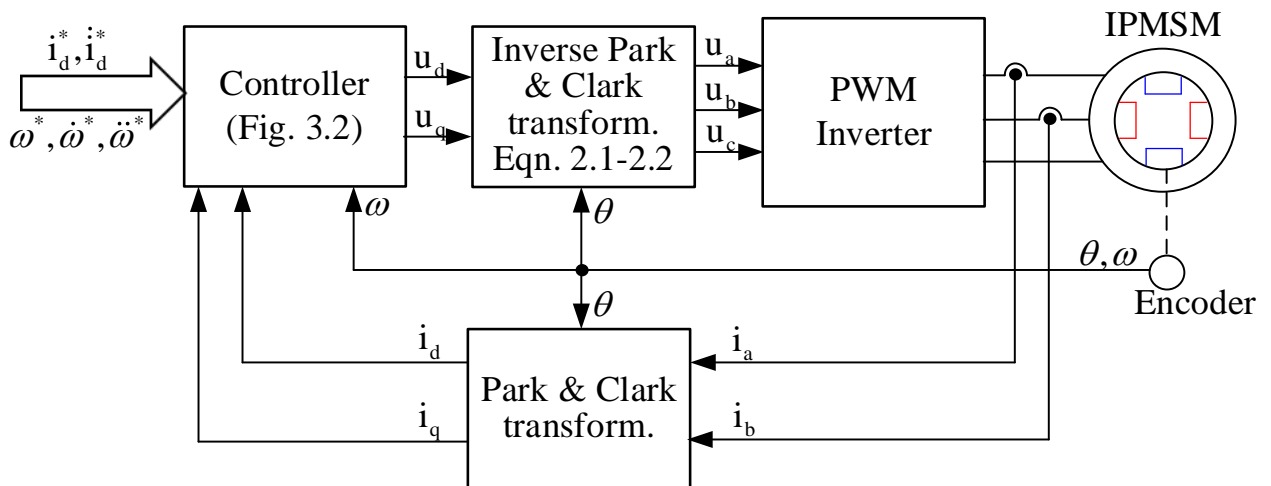 IPMSM
i*d, i̇*d
ω*, ω̇*, ω̈*
Controller
(Fig. 3.2)
ud
uq
Inverse Park
& Clark
transform.
Eqn. 2.1-2.2
ua
ub
uc
PWM
Inverter
ω
θ
θ, ω
Encoder
θ
id
iq
Park & Clark
transform.
ia
ib